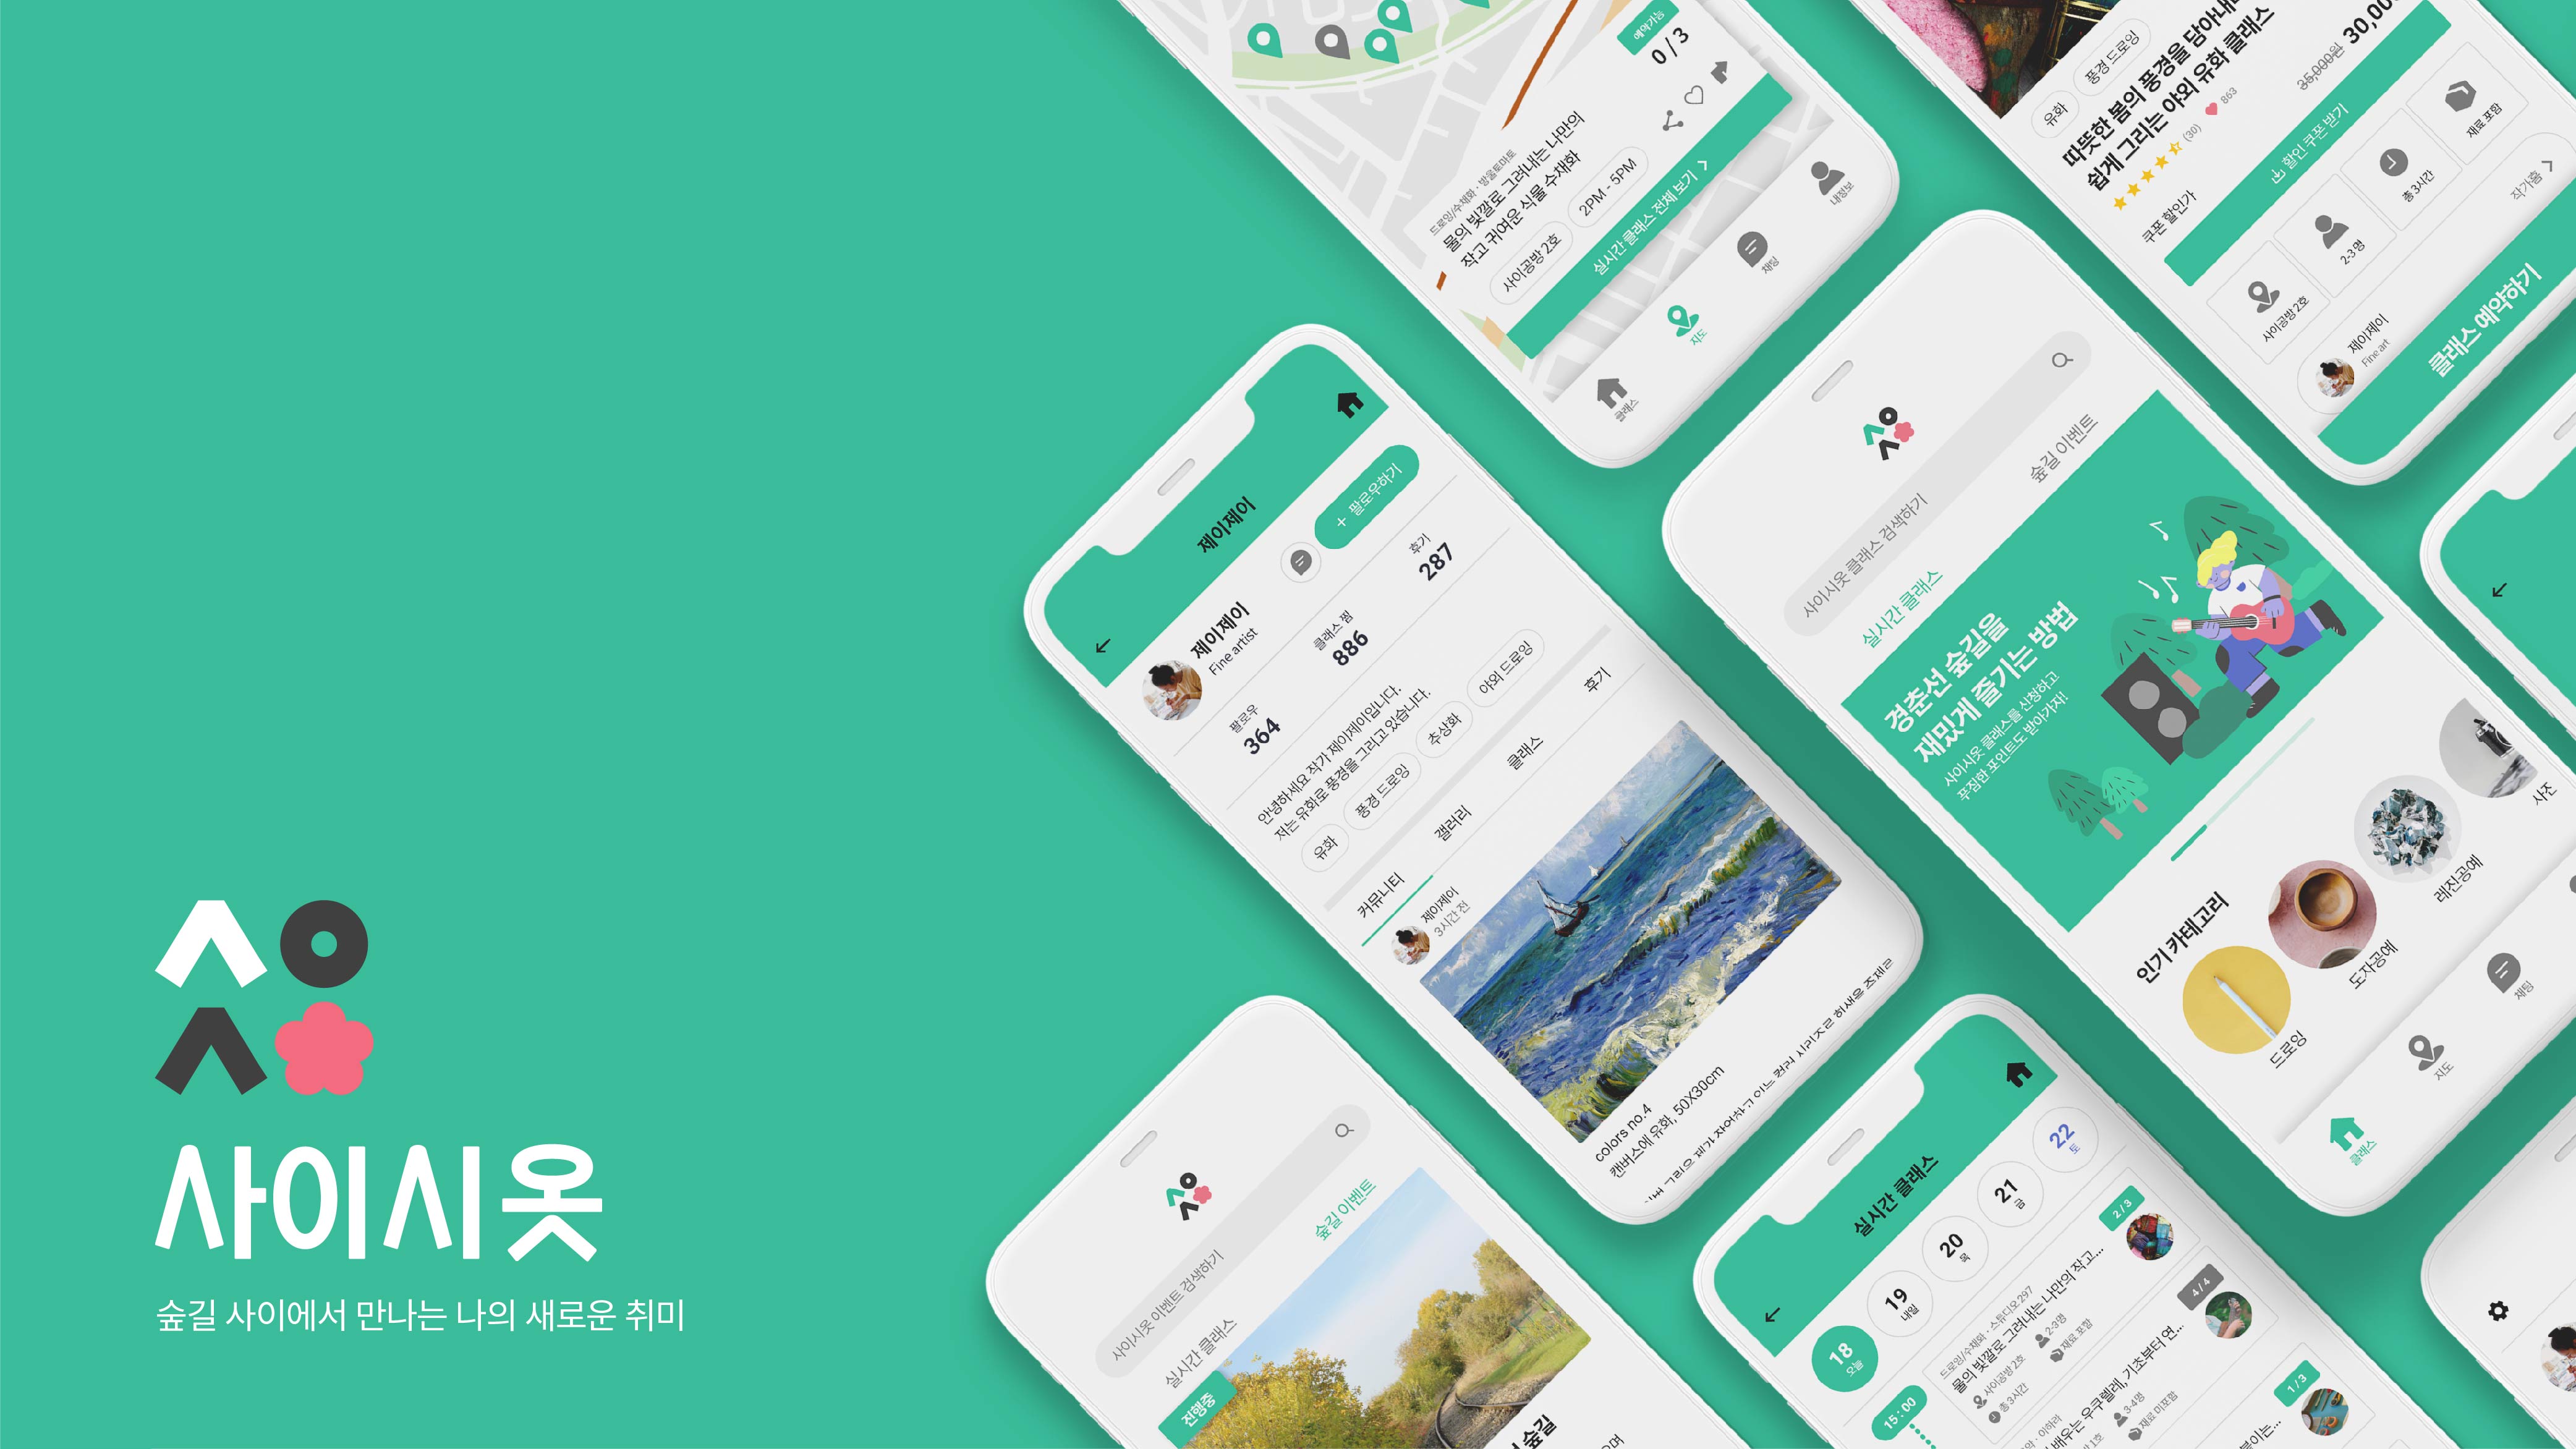 사이시옷
숲길 사이에서 만나는 나의 새로운 취미
예약가능
0 / 3
드로잉/수채화 · 방울토마토
물의 빛깔로 그려내는 나만의
작고 귀여운 식물 수채화
사이공방 2호
2PM - 5PM
실시간 클래스 전체 보기
클래스
지도
채팅
내정보
유화
풍경 드로잉
따뜻한 봄의 풍경을 담아내
쉽게 그리는 야외 유화 클래스
(30)
863
쿠폰 할인가
35,000원
할인 쿠폰 받기
사이공방 2호
2-3명
총 3시간
재료 포함
제이제이
Fine art
작가홈
클래스 예약하기
제이제이
제이제이
Fine artist
+ 팔로우하기
팔로우
364
클래스 찜
886
후기
287
안녕하세요 작가 제이제이입니다.
저는 유화로 풍경을 그리고 있습니다.
유화
풍경 드로잉
추상화
야외 드로잉
커뮤니티
갤러리
클래스
후기
제이제이
3시간 전
colors no.4
캔버스에 유화, 50X30cm
사이시옷 클래스 검색하기
실시간 클래스
숲길 이벤트
경춘선 숲길을
재밌게 즐기는 방법
사이시옷 클래스를 신청하고
푸짐한 포인트도 받아가자!
인기 카테고리
드로잉
도자공예
레진공예
사진
클래스
지도
채팅
사이시옷 이벤트 검색하기
실시간 클래스
숲길 이벤트
진행중
숲길
실시간 클래스
18
오늘
19
내일
20
목
21
금
22
토
15 : 00
드로잉/수채화 · 스튜디오 297
물의 빛깔로 그려내는 나만의 작고...
사이공방 2호
2-3명
총 3시간
재료 포함
2 / 3
배우는 우쿠렐레, 기초부터 연...
3-4명
재료 미포함
4 / 4
1 / 3